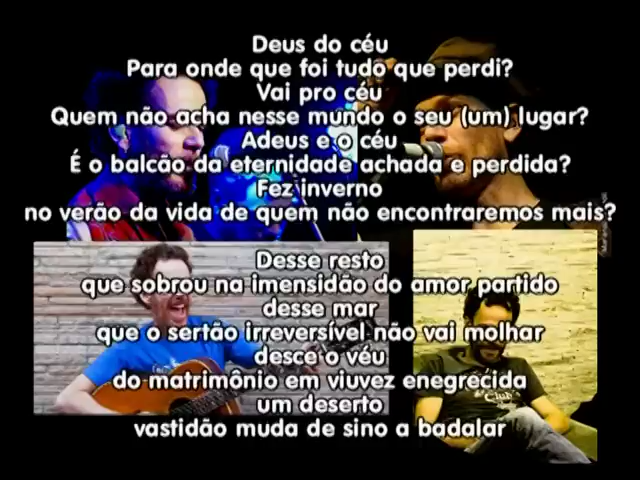 Deus do céu
Para onde que foi tudo que perdi?
Vai pro céu
Quem não acha nesse mundo o seu (um) lugar?
Adeus e o céu
É o balcão da eternidade achada e perdida?
Fez inverno
no verão da vida de quem não encontraremos mais?
Desse resto
que sobrou na imensidão do amor partido
desse mar
que o sertão irreversível não vai molhar
desce o véu
do matrimônio em viuvez enegrecida
um deserto
vastidão muda de sino a badalar
Club